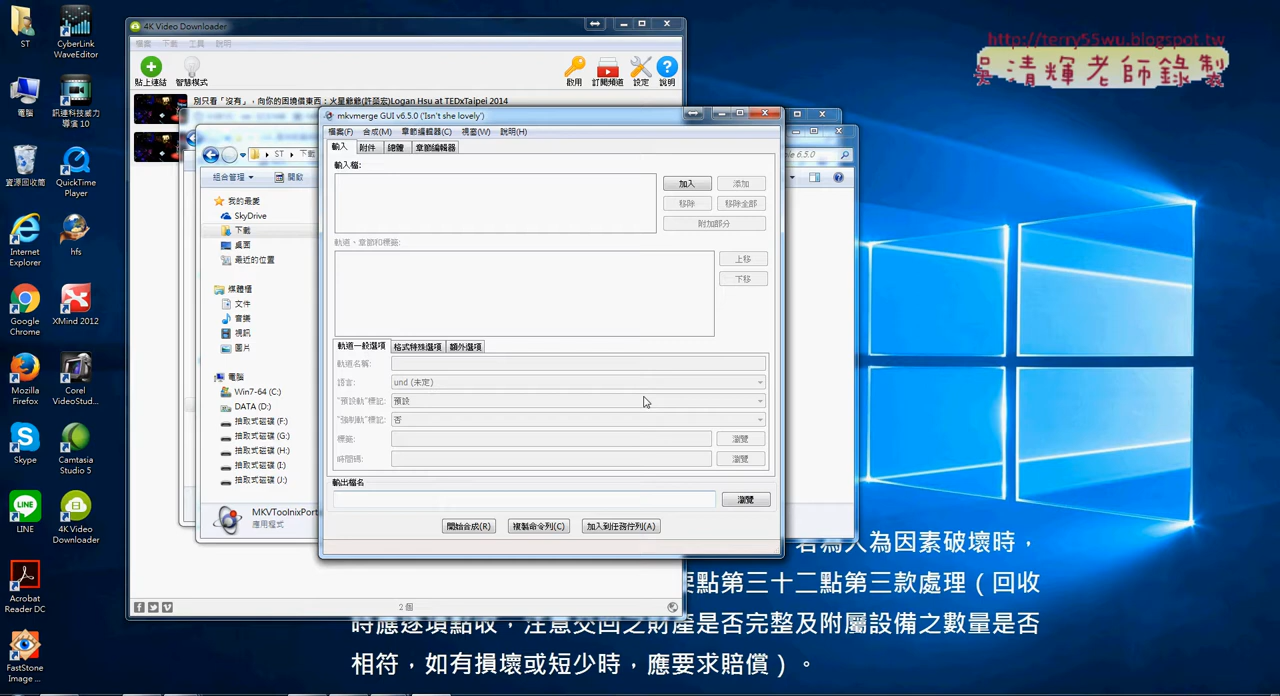 http://terry55wu.blogspot.tw
吳清輝老師錄製
ST
CyberLink
WaveEditor
電腦
訊連科技威力
導演 10
資源回收筒
QuickTime
Player
Internet
Explorer
hfs
Google
Chrome
XMind 2012
Mozilla
Firefox
Corel
VideoStud...
Skype
Camtasia
Studio 5
LINE
4K Video
Downloader
Acrobat
Reader DC
FastStone
Image ...
4K Video Downloader
檔案 下載 工具 說明
貼上連結
智慧模式
啟用
訂閱頻道
設定
說明
別只看「沒有」，向你的困境借東西：火星爺爺(許榮宏)Logan Hsu at TEDxTaipei 2014
2 個
ST
下載
ble 6.5.0
組合管理
開啟
我的最愛
SkyDrive
下載
桌面
最近的位置
媒體櫃
文件
音樂
視訊
圖片
電腦
Win7-64 (C:)
DATA (D:)
抽取式磁碟 (F:)
抽取式磁碟 (G:)
抽取式磁碟 (H:)
抽取式磁碟 (I:)
抽取式磁碟 (J:)
MKVToolnixPort
應用程式
mkvmerge GUI v6.5.0 ('Isn't she lovely')
檔案(F) 合成(M) 章節編輯器(C) 視窗(W) 說明(H)
輸入 附件 總體 章節編輯器
輸入檔:
加入 添加
移除 移除全部
附加部分
軌道、章節和標籤:
上移
下移
軌道一般選項 格式特殊選項 額外選項
軌道名稱:
語言: und (未定)
"預設軌"標記: 預設
"強制軌"標記: 否
標籤: 瀏覽
時間碼: 瀏覽
輸出檔名
瀏覽
開始合成(R) 複製命令列(C) 加入到任務佇列(A)
若為人為因素破壞時，
要點第三十二點第三款處理（回收
時應逐項點收，注意交回之財產是否完整及附屬設備之數量是否
相符，如有損壞或短少時，應要求賠償）。